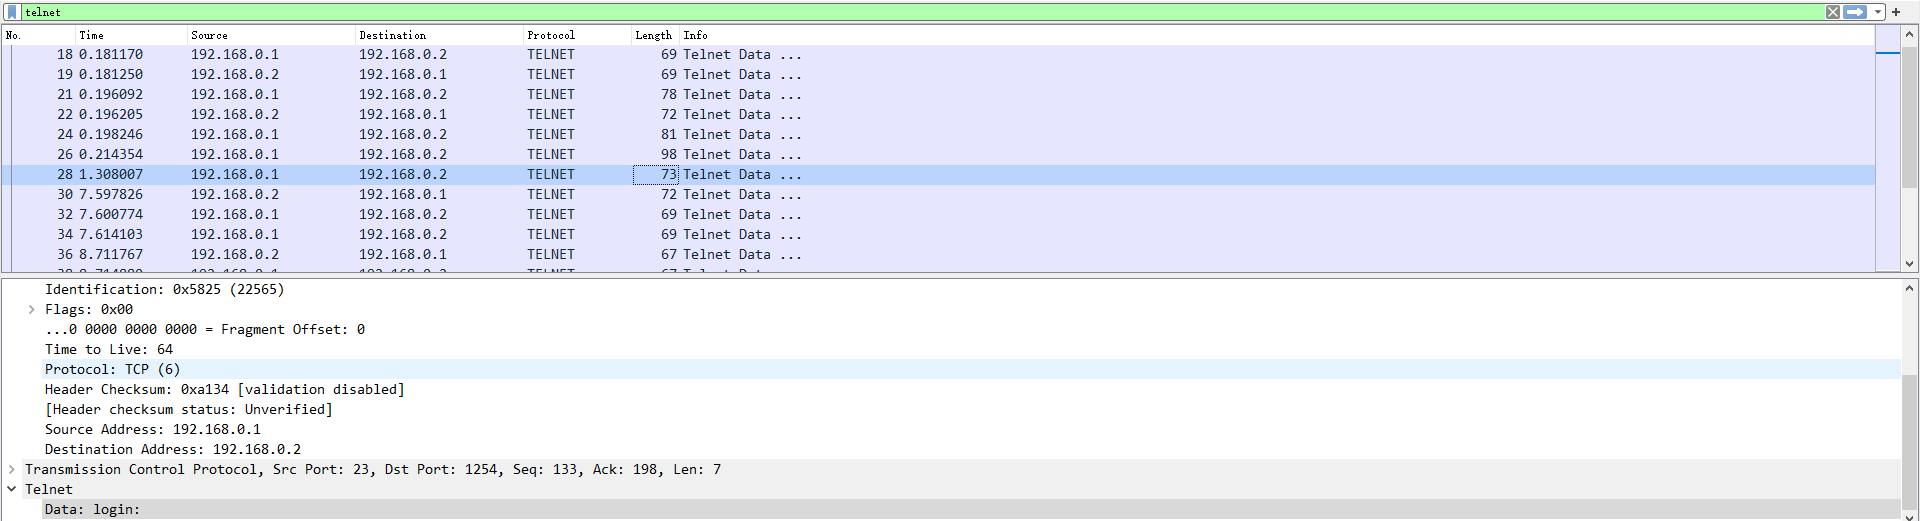 telnet
No. Time Source Destination Protocol Length Info
18 0.181170 192.168.0.1 192.168.0.2 TELNET 69 Telnet Data ...
19 0.181250 192.168.0.2 192.168.0.1 TELNET 69 Telnet Data ...
21 0.196092 192.168.0.1 192.168.0.2 TELNET 78 Telnet Data ...
22 0.196205 192.168.0.2 192.168.0.1 TELNET 72 Telnet Data ...
24 0.198246 192.168.0.1 192.168.0.2 TELNET 81 Telnet Data ...
26 0.214354 192.168.0.1 192.168.0.2 TELNET 98 Telnet Data ...
28 1.308007 192.168.0.1 192.168.0.2 TELNET 73 Telnet Data ...
30 7.597826 192.168.0.2 192.168.0.1 TELNET 72 Telnet Data ...
32 7.600774 192.168.0.1 192.168.0.2 TELNET 69 Telnet Data ...
34 7.614103 192.168.0.1 192.168.0.2 TELNET 69 Telnet Data ...
36 8.711767 192.168.0.2 192.168.0.1 TELNET 67 Telnet Data ...
Identification: 0x5825 (22565)
Flags: 0x00
...0 0000 0000 0000 = Fragment Offset: 0
Time to Live: 64
Protocol: TCP (6)
Header Checksum: 0xa134 [validation disabled]
[Header checksum status: Unverified]
Source Address: 192.168.0.1
Destination Address: 192.168.0.2
Transmission Control Protocol, Src Port: 23, Dst Port: 1254, Seq: 133, Ack: 198, Len: 7
Telnet
Data: login: